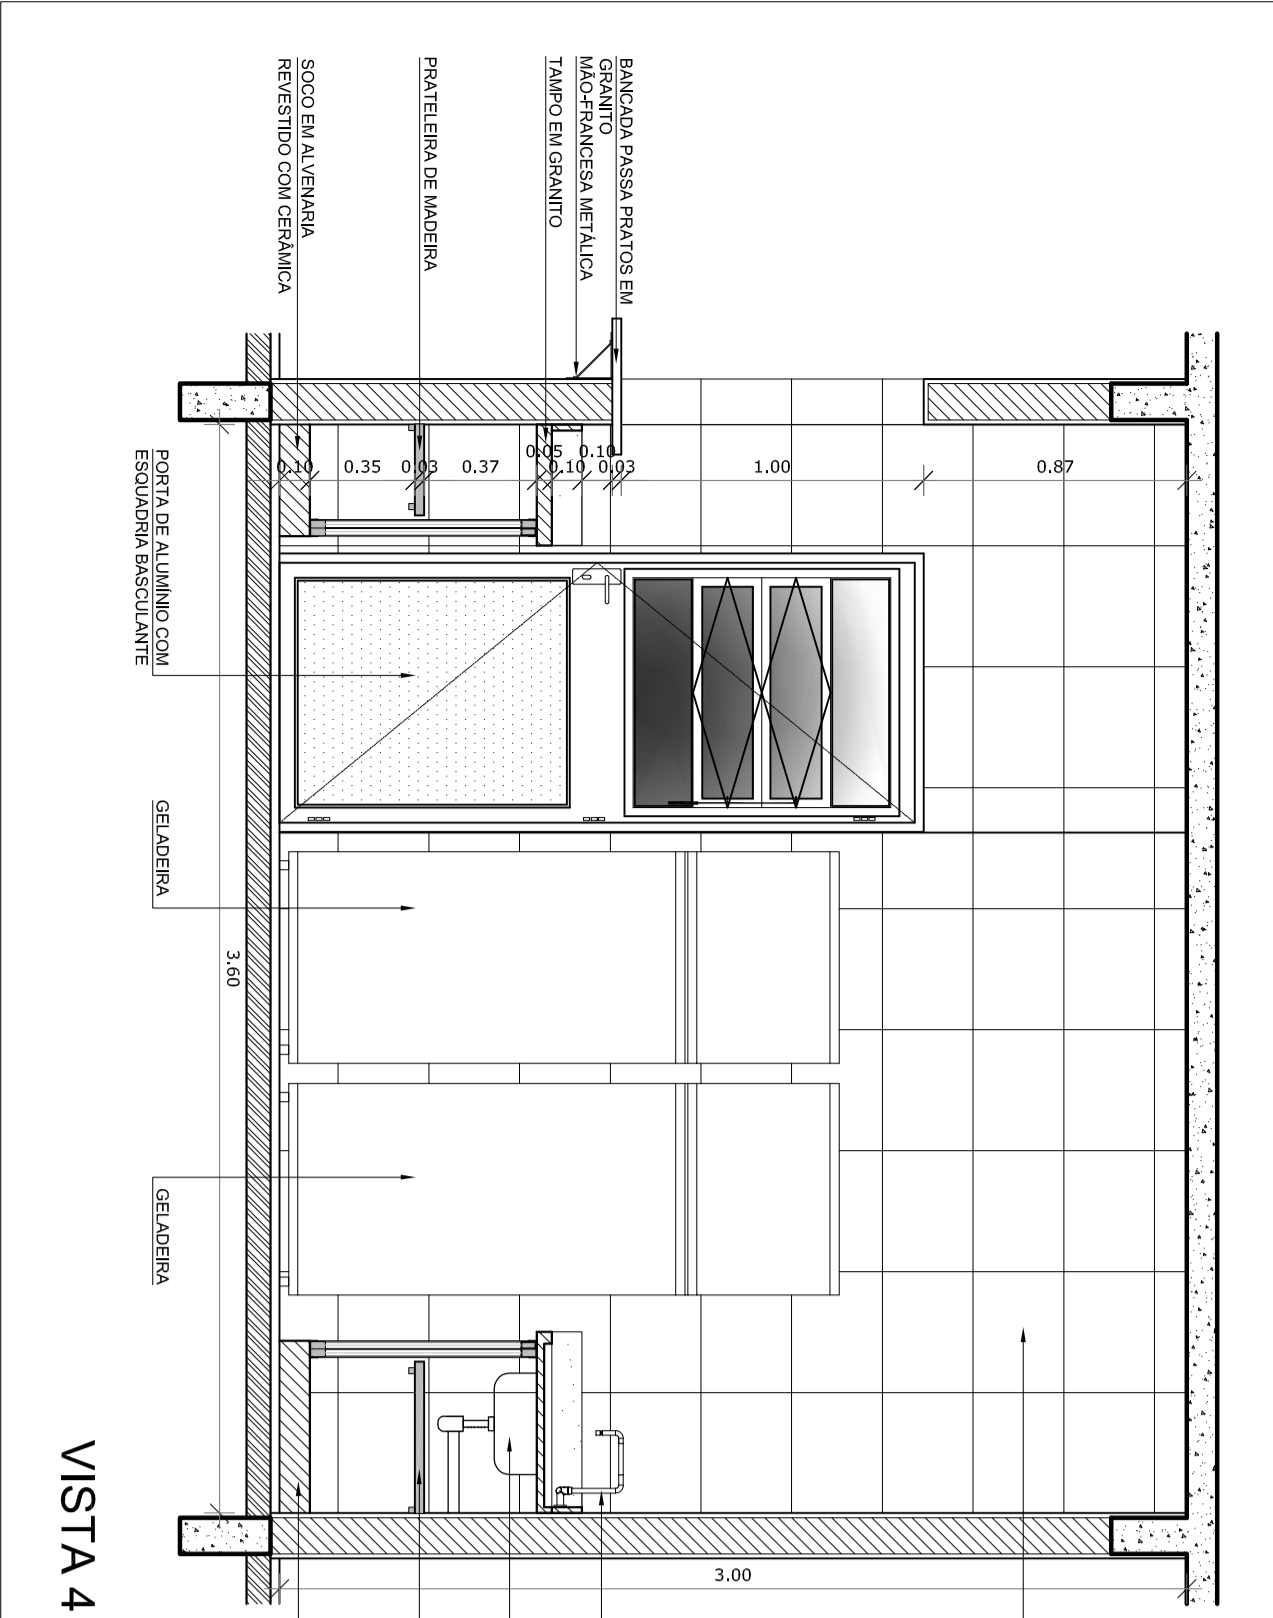 BANCADA PASSA PRATOS EM
GRANITO
MÃO-FRANCESA METÁLICA
TAMPO EM GRANITO
PRATELEIRA DE MADEIRA
SOCO EM ALVENARIA
REVESTIDO COM CERÂMICA
0.10
0.35
0.03
0.37
0.05
0.10
0.10
0.03
1.00
0.87
PORTA DE ALUMÍNIO COM
ESQUADRIA BASCULANTE
GELADEIRA
3.60
GELADEIRA
3.00
VISTA 4